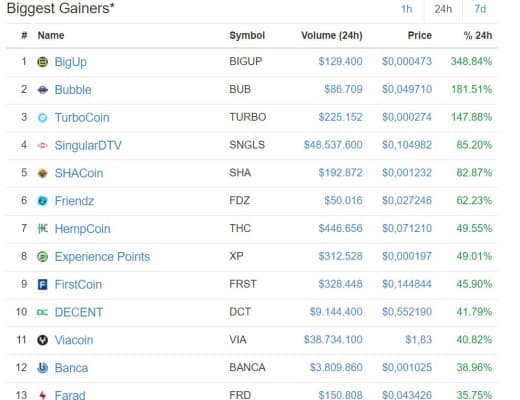 Biggest Gainers* 1h 24h 7d
# Name Symbol Volume (24h) Price % 24h
1 BigUp BIGUP $129.400 $0,000473 348.84%
2 Bubble BUB $86.709 $0,049710 181.51%
3 TurboCoin TURBO $225.152 $0,000274 147.88%
4 SingularDTV SNGLS $48.537.600 $0,104982 85.20%
5 SHACoin SHA $192.872 $0,001232 82.87%
6 Friendz FDZ $50.016 $0,027246 62.23%
7 HempCoin THC $446.656 $0,071210 49.55%
8 Experience Points XP $312.528 $0,000197 49.01%
9 FirstCoin FRST $328.448 $0,144844 45.90%
10 DC DECENT DCT $9.144.400 $0,552190 41.79%
11 Viacoin VIA $38.734.100 $1,83 40.82%
12 Banca BANCA $3.809.860 $0,001025 38.96%
13 Farad FRD $150.808 $0,043426 35.75%